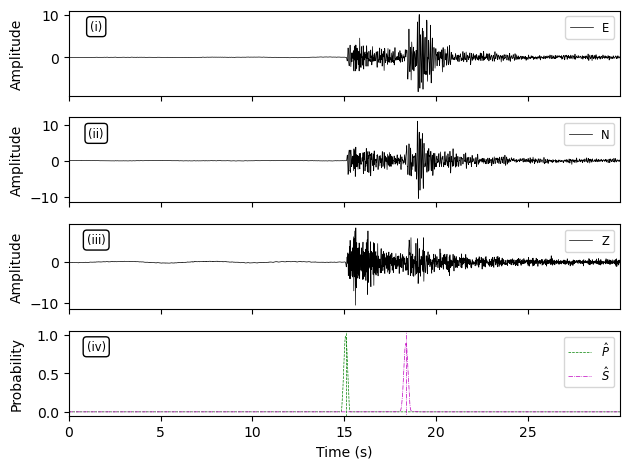 10
(i)
E
0
Amplitude
10
(ii)
N
0
−10
Amplitude
(iii)
Z
0
−10
Amplitude
1.0
(iv)
P̂
Ŝ
0.5
0.0
Probability
0 5 10 15 20 25
Time (s)